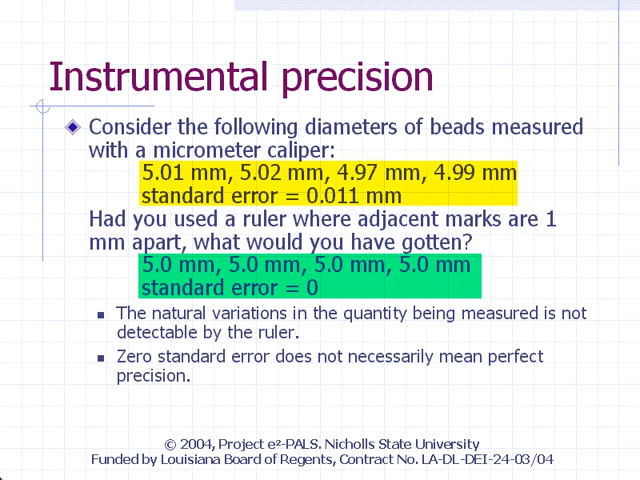 Instrumental precision
Consider the following diameters of beads measured
with a micrometer caliper:
5.01 mm, 5.02 mm, 4.97 mm, 4.99 mm
standard error = 0.011 mm
Had you used a ruler where adjacent marks are 1
mm apart, what would you have gotten?
5.0 mm, 5.0 mm, 5.0 mm, 5.0 mm
standard error = 0
The natural variations in the quantity being measured is not
detectable by the ruler.
Zero standard error does not necessarily mean perfect
precision.
© 2004, Project e²-PALS. Nicholls State University
Funded by Louisiana Board of Regents, Contract No. LA-DL-DEI-24-03/04